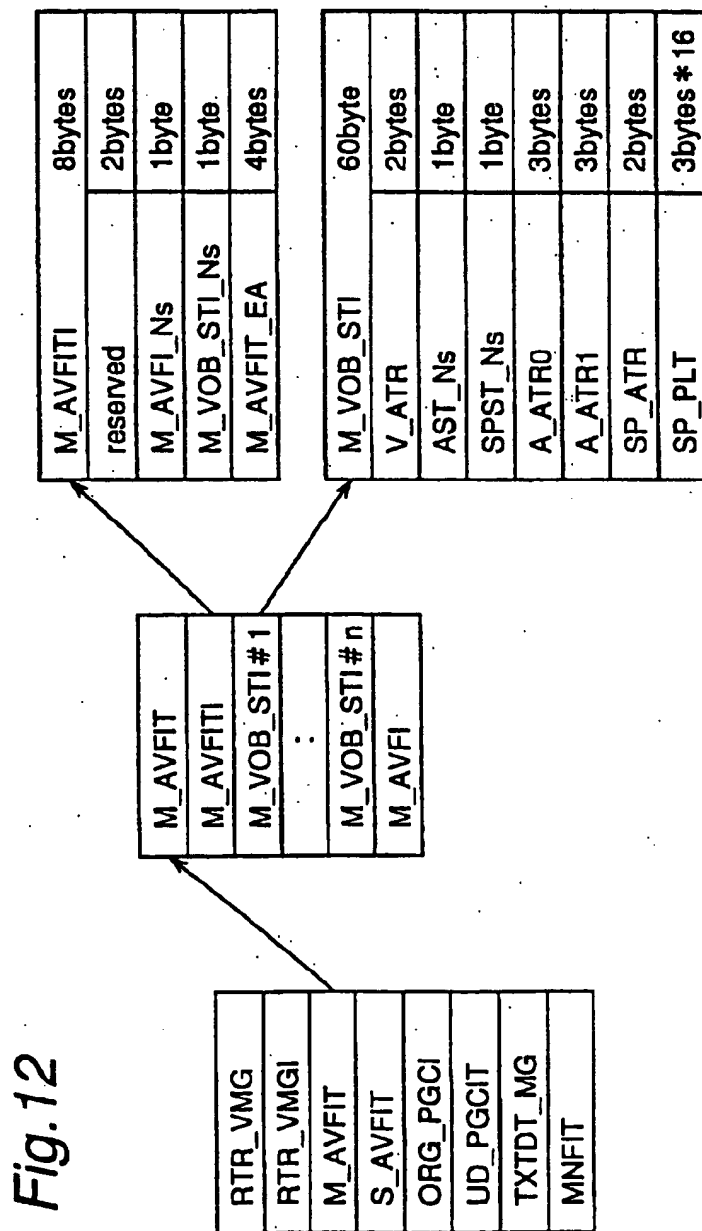 Fig.12
RTR_VMG
RTR_VMGI
M_AVFIT
S_AVFIT
ORG_PGCI
UD_PGCIT
TXTDT_MG
MNFIT
M_AVFIT
M_AVFITI
M_VOB_STI#1
:
M_VOB_STI#n
M_AVFI
M_AVFITI 8bytes
reserved 2bytes
M_AVFI_Ns 1byte
M_VOB_STI_Ns 1byte
M_AVFIT_EA 4bytes
M_VOB_STI 60byte
V_ATR 2bytes
AST_Ns 1byte
SPST_Ns 1byte
A_ATR0 3bytes
A_ATR1 3bytes
SP_ATR 2bytes
SP_PLT 3bytes*16